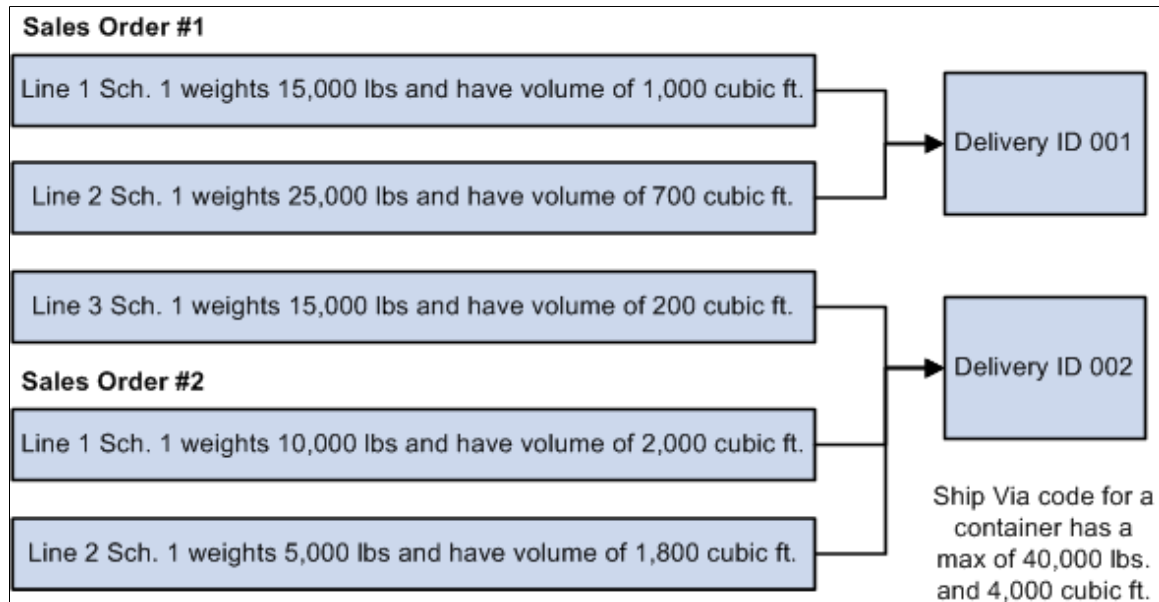 Sales Order #1
Line 1 Sch. 1 weights 15,000 lbs and have volume of 1,000 cubic ft.
Line 2 Sch. 1 weights 25,000 lbs and have volume of 700 cubic ft.
Delivery ID 001
Line 3 Sch. 1 weights 15,000 lbs and have volume of 200 cubic ft.
Sales Order #2
Line 1 Sch. 1 weights 10,000 lbs and have volume of 2,000 cubic ft.
Line 2 Sch. 1 weights 5,000 lbs and have volume of 1,800 cubic ft.
Delivery ID 002
Ship Via code for a
container has a
max of 40,000 lbs.
and 4,000 cubic ft.